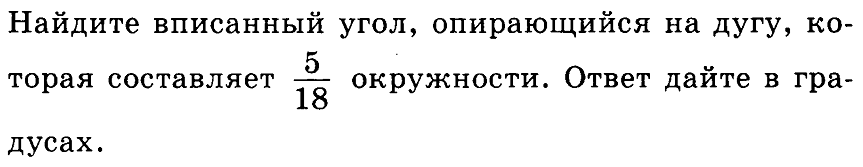 Найдите вписанный угол, опирающийся на дугу, ко-
торая составляет 5/18 окружности. Ответ дайте в гра-
дусах.